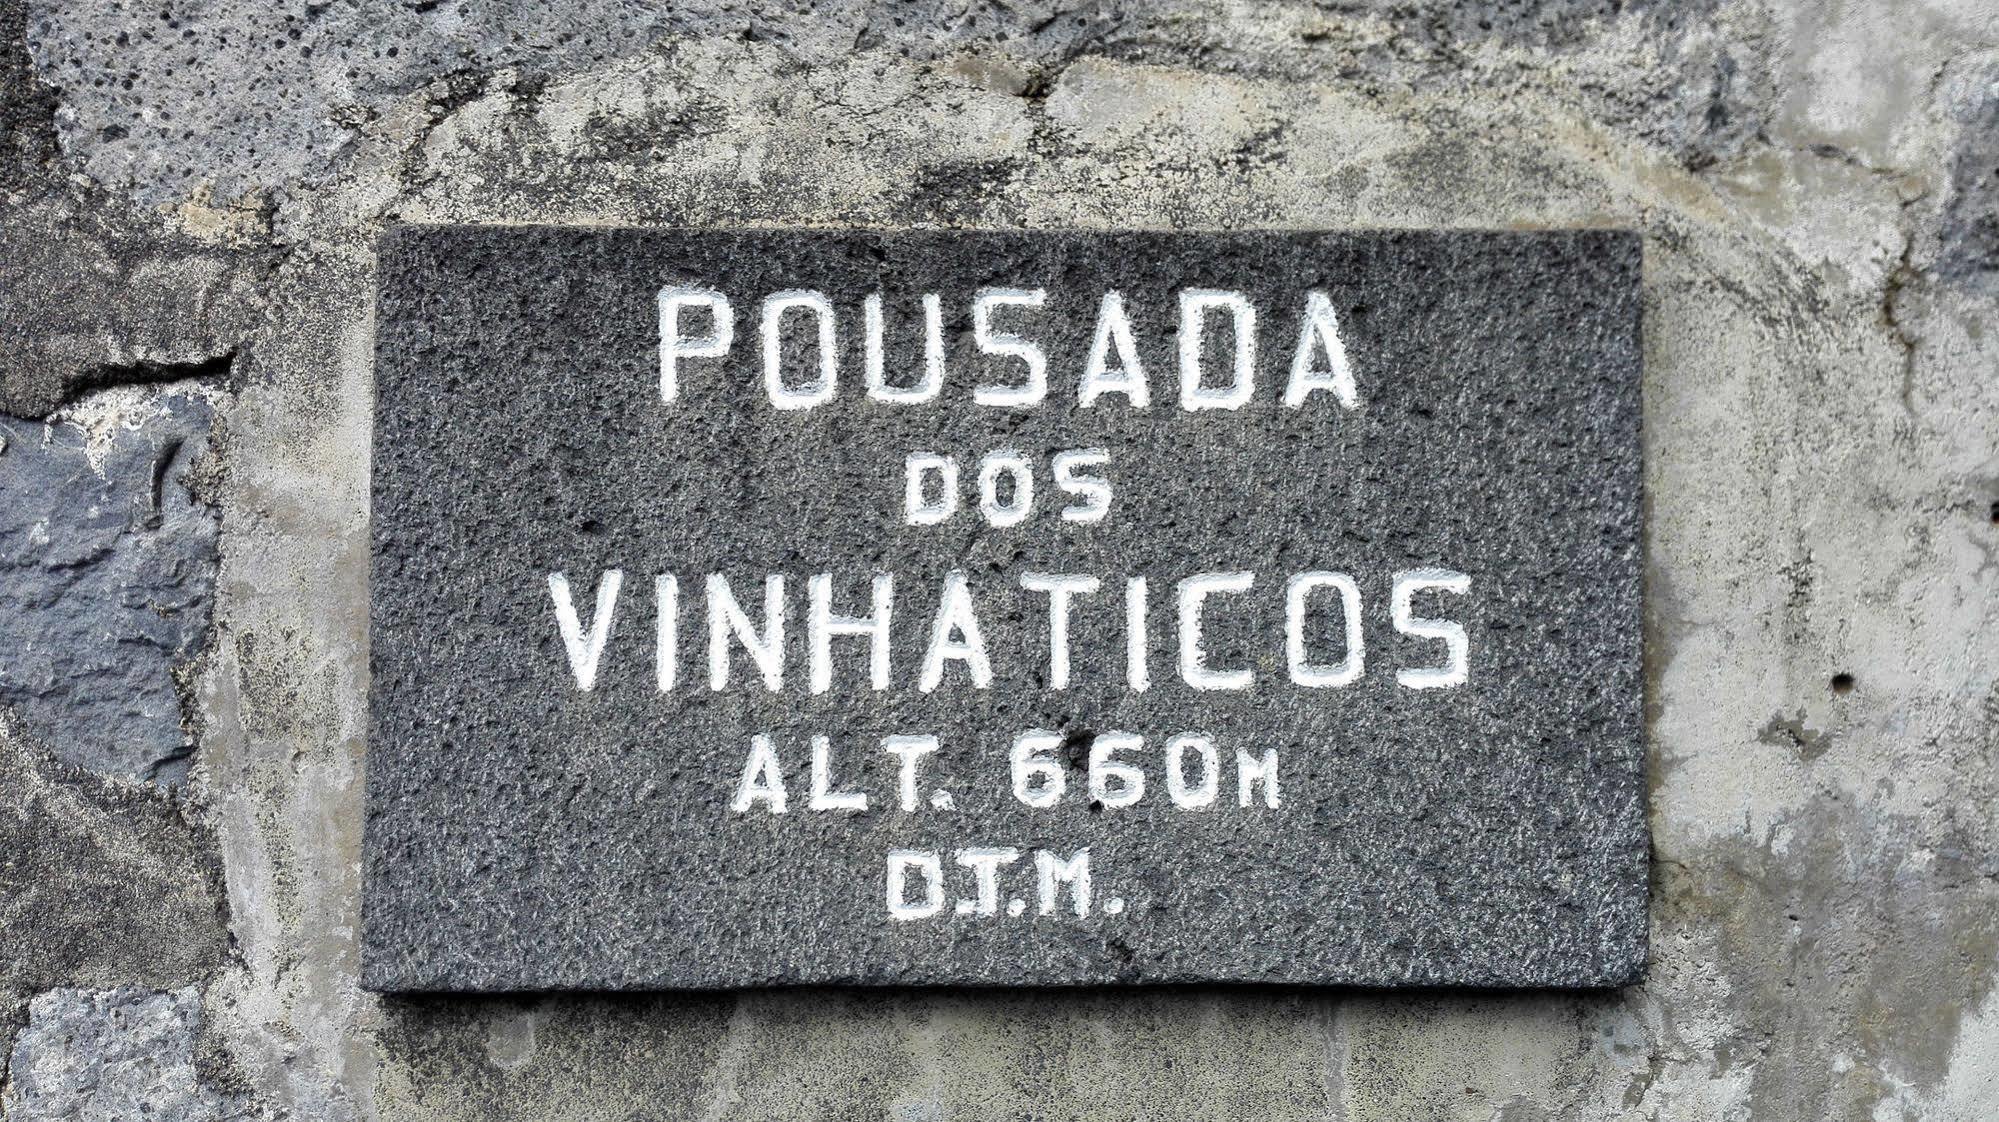 POUSADA
DOS
VINHATICOS
ALT. 660M
D.T.M.